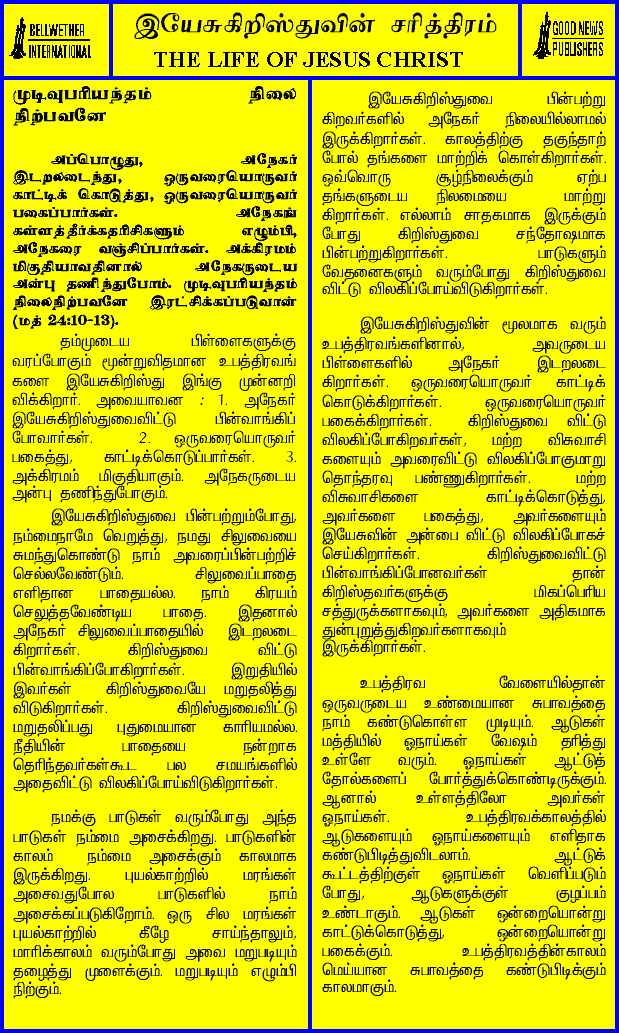 BELLWETHER
INTERNATIONAL
இயேசுகிறிஸ்துவின் சரித்திரம்
THE LIFE OF JESUS CHRIST
GOOD NEWS
PUBLISHERS
முடிவுபரியந்தம் நிலை
நிற்பவனே
அப்பொழுது, அநேகர்
இடறலடைந்து, ஒருவரையொருவர்
காட்டிக் கொடுத்து, ஒருவரையொருவர்
பகைப்பார்கள். அநேகங்
கள்ளத்தீர்க்கதரிசிகளும் எழும்பி,
அநேகரை வஞ்சிப்பார்கள். அக்கிரமம்
மிகுதியாவதினால் அநேகருடைய
அன்பு தணிந்துபோம். முடிவுபரியந்தம்
நிலைநிற்பவனே இரட்சிக்கப்படுவான்
(மத் 24:10-13).
தம்முடைய பிள்ளைகளுக்கு
வரப்போகும் மூன்றுவிதமான உபத்திரவங்
களை இயேசுகிறிஸ்து இங்கு முன்னறி
விக்கிறார். அவையாவன : 1. அநேகர்
இயேசுகிறிஸ்துவைவிட்டு பின்வாங்கிப்
போவார்கள். 2. ஒருவரையொருவர்
பகைத்து, காட்டிக்கொடுப்பார்கள். 3.
அக்கிரமம் மிகுதியாகும். அநேகருடைய
அன்பு தணிந்துபோகும்.
இயேசுகிறிஸ்துவை பின்பற்றும்போது,
நம்மைநாமே வெறுத்து, நமது சிலுவையை
சுமந்துகொண்டு நாம் அவரைப்பின்பற்றிச்
செல்லவேண்டும். சிலுவைப்பாதை
எளிதான பாதையல்ல. நாம் கிரயம்
செலுத்தவேண்டிய பாதை. இதனால்
அநேகர் சிலுவைப்பாதையில் இடறலடை
கிறார்கள். கிறிஸ்துவை விட்டு
பின்வாங்கிப்போகிறார்கள். இறுதியில்
இவர்கள் கிறிஸ்துவையே மறுதலித்து
விடுகிறார்கள். கிறிஸ்துவைவிட்டு
மறுதலிப்பது புதுமையான காரியமல்ல.
நீதியின் பாதையை நன்றாக
தெரிந்தவர்கள்கூட பல சமயங்களில்
அதைவிட்டு விலகிப்போய்விடுகிறார்கள்.
நமக்கு பாடுகள் வரும்போது அந்த
பாடுகள் நம்மை அசைக்கிறது. பாடுகளின்
காலம் நம்மை அசைக்கும் காலமாக
இருக்கிறது. புயல்காற்றில் மரங்கள்
அசைவதுபோல பாடுகளில் நாம்
அசைக்கப்படுகிறோம். ஒரு சில மரங்கள்
புயல்காற்றில் கீழே சாய்ந்தாலும்,
மாரிக்காலம் வரும்போது அவை மறுபடியும்
தழைத்து முளைக்கும். மறுபடியும் எழும்பி
நிற்கும்.
இயேசுகிறிஸ்துவை பின்பற்று
கிறவர்களில் அநேகர் நிலையில்லாமல்
இருக்கிறார்கள். காலத்திற்கு தகுந்தாற்
போல் தங்களை மாற்றிக் கொள்கிறார்கள்.
ஒவ்வொரு சூழ்நிலைக்கும் ஏற்ப
தங்களுடைய நிலமையை மாற்று
கிறார்கள். எல்லாம் சாதகமாக இருக்கும்
போது கிறிஸ்துவை சந்தோஷமாக
பின்பற்றுகிறார்கள். பாடுகளும்
வேதனைகளும் வரும்போது கிறிஸ்துவை
விட்டு விலகிப்போய்விடுகிறார்கள்.
இயேசுகிறிஸ்துவின் மூலமாக வரும்
உபத்திரவங்களினால், அவருடைய
பிள்ளைகளில் அநேகர் இடறலடை
கிறார்கள். ஒருவரையொருவர் காட்டிக்
கொடுக்கிறார்கள். ஒருவரையொருவர்
பகைக்கிறார்கள். கிறிஸ்துவை விட்டு
விலகிப்போகிறவர்கள், மற்ற விசுவாசி
களையும் அவரைவிட்டு விலகிப்போகுமாறு
தொந்தரவு பண்ணுகிறார்கள். மற்ற
விசுவாசிகளை காட்டிக்கொடுத்து,
அவர்களை பகைத்து, அவர்களையும்
இயேசுவின் அன்பை விட்டு விலகிப்போகச்
செய்கிறார்கள். கிறிஸ்துவைவிட்டு
பின்வாங்கிப்போனவர்கள் தான்
கிறிஸ்தவர்களுக்கு மிகப்பெரிய
சத்துருக்களாகவும், அவர்களை அதிகமாக
துன்புறுத்துகிறவர்களாகவும்
இருக்கிறார்கள்.
உபத்திரவ வேளையில்தான்
ஒருவருடைய உண்மையான சுபாவத்தை
நாம் கண்டுகொள்ள முடியும். ஆடுகள்
மத்தியில் ஓநாய்கள் வேஷம் தரித்து
உள்ளே வரும். ஓநாய்கள் ஆட்டுத்
தோல்களைப் போர்த்துக்கொண்டிருக்கும்.
ஆனால் உள்ளத்திலோ அவர்கள்
ஓநாய்கள். உபத்திரவக்காலத்தில்
ஆடுகளையும் ஓநாய்களையும் எளிதாக
கண்டுபிடித்துவிடலாம். ஆட்டுக்
கூட்டத்திற்குள் ஓநாய்கள் வெளிப்படும்
போது, ஆடுகளுக்குள் குழப்பம்
உண்டாகும். ஆடுகள் ஒன்றையொன்று
காட்டுக்கொடுத்து, ஒன்றையொன்று
பகைக்கும். உபத்திரவத்தின்காலம்
மெய்யான சுபாவத்தை கண்டுபிடிக்கும்
காலமாகும்.